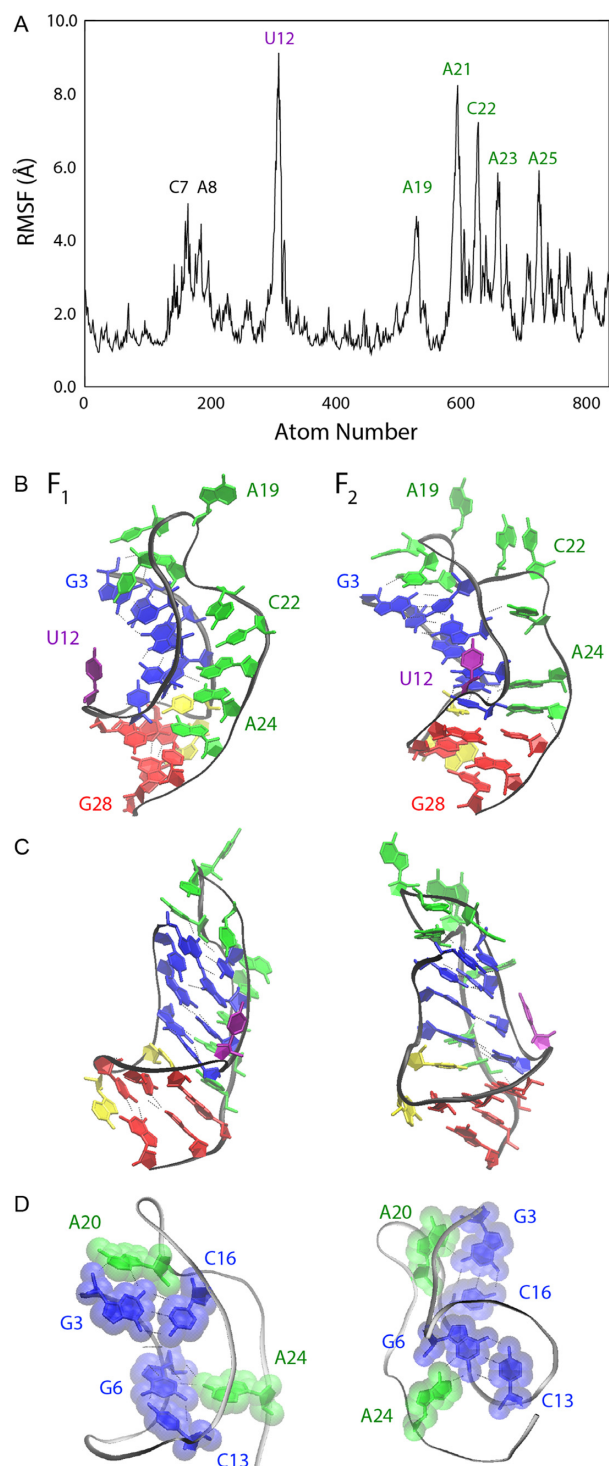 A
10.0
8.0
6.0
4.0
2.0
0.0
RMSF (Å)
U12
A21
C22
A23
A25
A19
C7 A8
0 200 400 600 800
Atom Number
B F1 F2
A19
G3
C22
U12
A24
G28
A19
G3
C22
A24
U12
G28
C
D
A20
C16
G3
A24
G6
C13
A20
G3
C16
G6
A24
C13